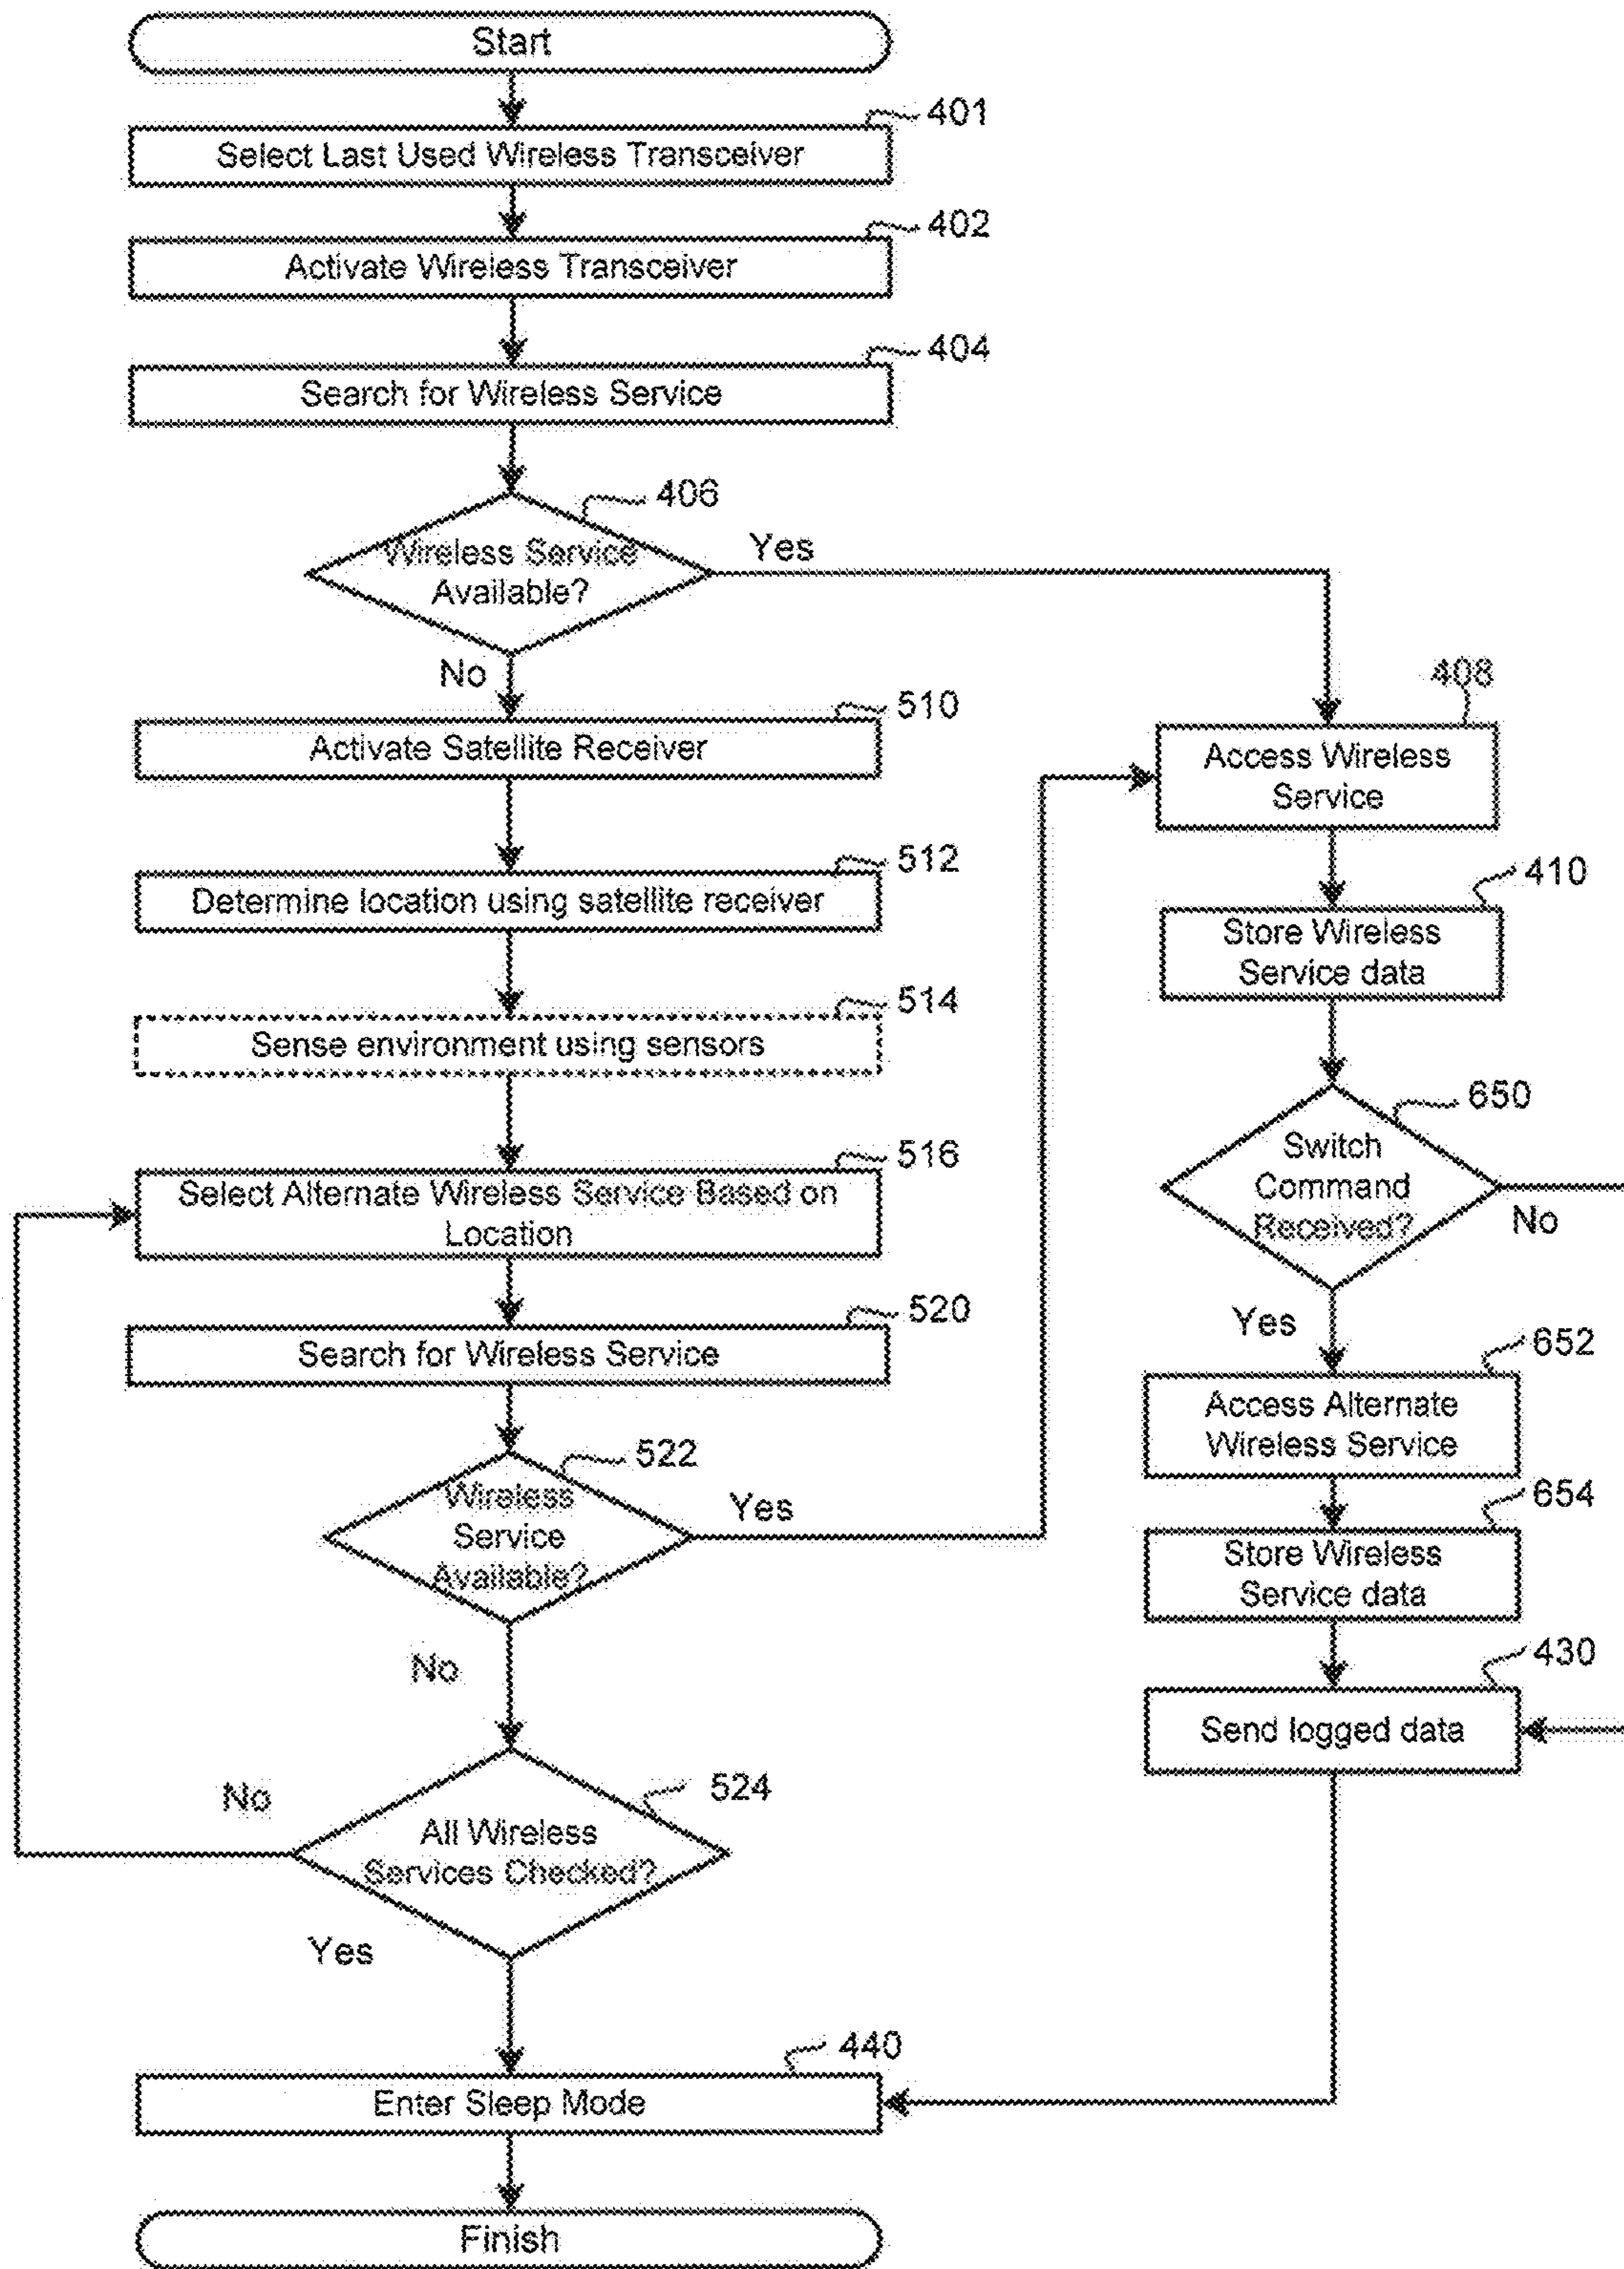 Start
401
Select Last Used Wireless Transceiver
402
Activate Wireless Transceiver
404
Search for Wireless Service
406
Wireless Service
Available?
Yes
No
510
Activate Satellite Receiver
512
Determine location using satellite receiver
514
Sense environment using sensors
516
Select Alternate Wireless Service Based on
Location
520
Search for Wireless Service
522
Wireless
Service
Available?
Yes
No
524
All Wireless
Services Checked?
No
Yes
408
Access Wireless
Service
410
Store Wireless
Service data
650
Switch
Command
Received?
No
Yes
652
Access Alternate
Wireless Service
654
Store Wireless
Service data
430
Send logged data
440
Enter Sleep Mode
Finish